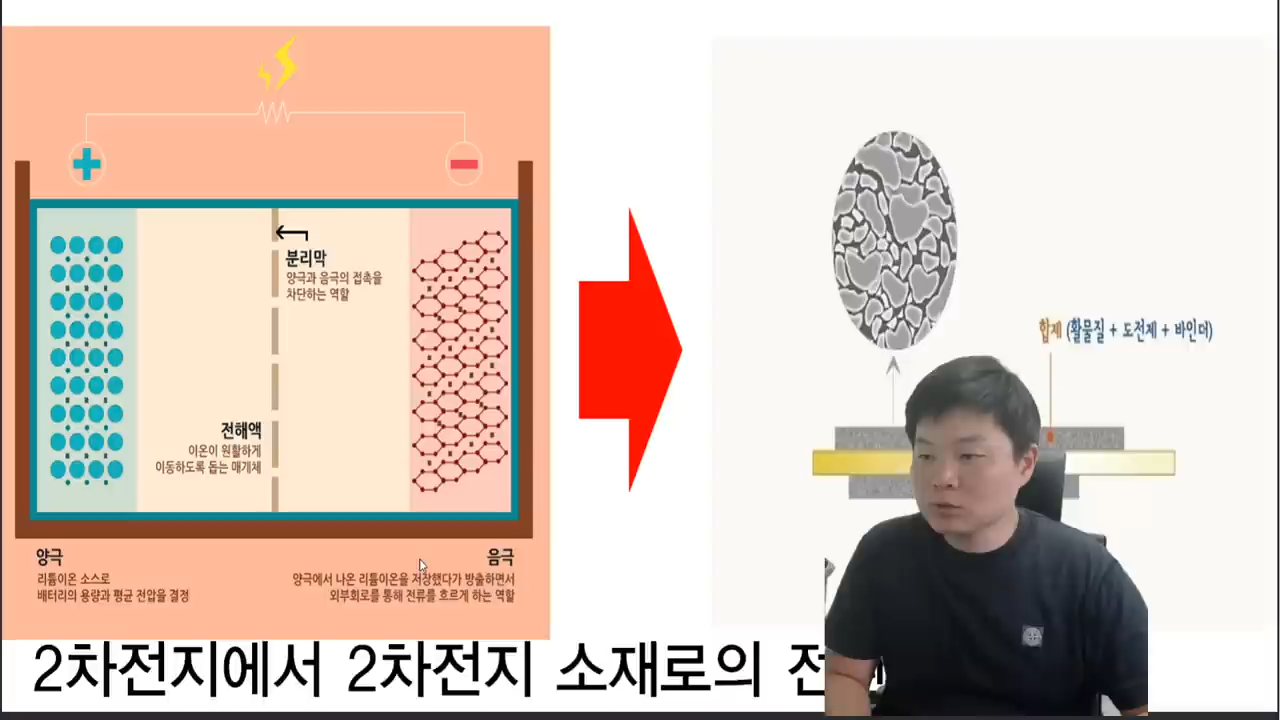 분리막
양극과 음극의 접촉을
차단하는 역할
합제 (활물질 + 도전제 + 바인더)
전해액
이온이 원활하게
이동하도록 돕는 매개체
양극
리튬이온 소스로
배터리의 용량과 평균 전압을 결정
음극
양극에서 나온 리튬이온을 저장했다가 방출하면서
외부회로를 통해 전류를 흐르게 하는 역할
2차전지에서 2차전지 소재로의